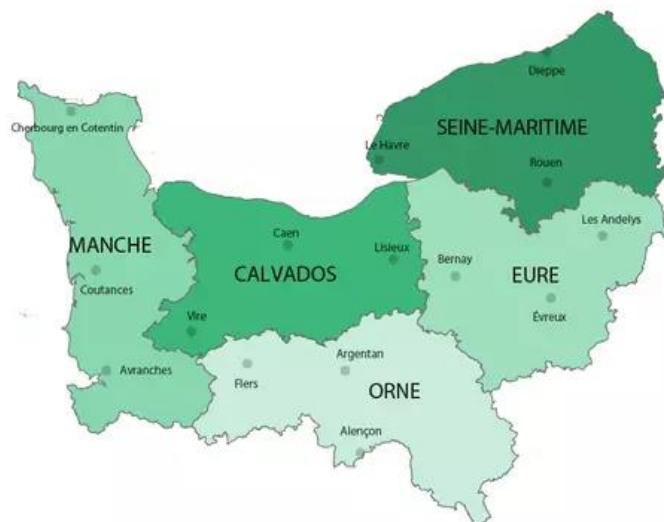 Dieppe
SEINE-MARITIME
Cherbourg en Cotentin
Le Havre
Rouen
Les Andelys
Caen
MANCHE
Lisieux
Bernay
CALVADOS
EURE
Coutances
Évreux
Vire
Argentan
Avranches
Flers
ORNE
Alençon